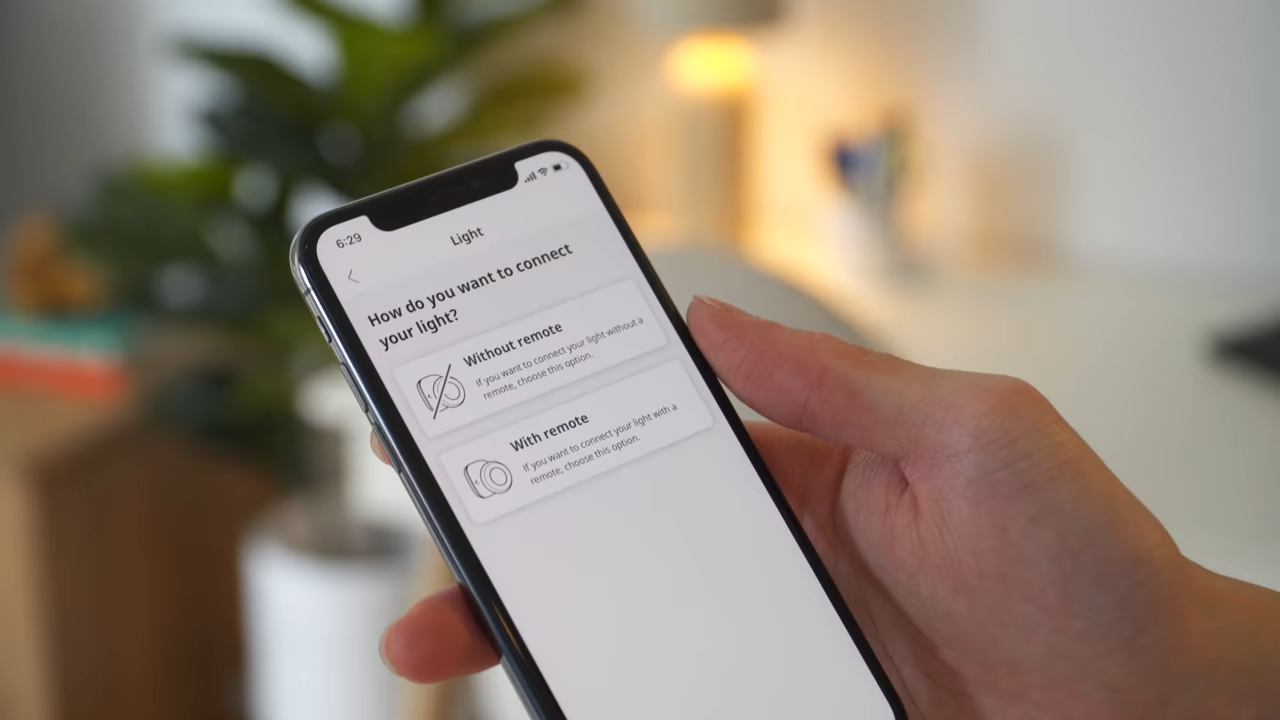 6:29
Light
How do you want to connect
your light?
Without remote
If you want to connect your light without a
remote, choose this option.
With remote
If you want to connect your light with a
remote, choose this option.